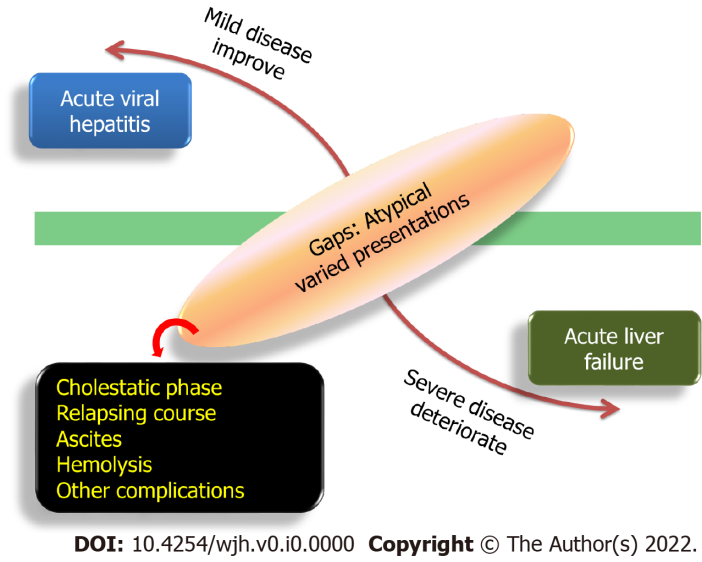 Mild disease
improve
Acute viral
hepatitis
Gaps: Atypical
varied presentations
Acute liver
failure
Severe disease
deteriorate
Cholestatic phase
Relapsing course
Ascites
Hemolysis
Other complications
DOI: 10.4254/wjh.v0.i0.0000 Copyright © The Author(s) 2022.